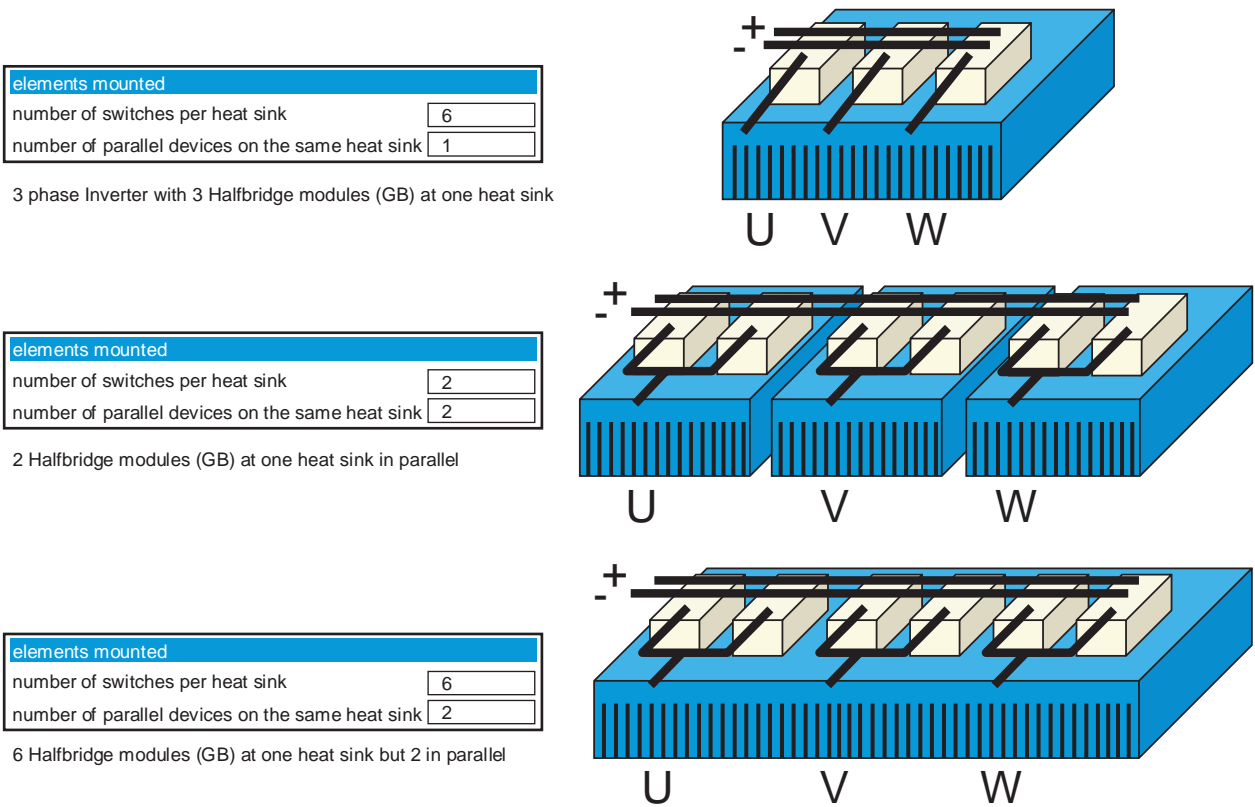 elements mounted
number of switches per heat sink 6
number of parallel devices on the same heat sink 1
3 phase Inverter with 3 Halfbridge modules (GB) at one heat sink
+
-
U V W
elements mounted
number of switches per heat sink 2
number of parallel devices on the same heat sink 2
2 Halfbridge modules (GB) at one heat sink in parallel
+
-
U V W
elements mounted
number of switches per heat sink 6
number of parallel devices on the same heat sink 2
6 Halfbridge modules (GB) at one heat sink but 2 in parallel
+
-
U V W